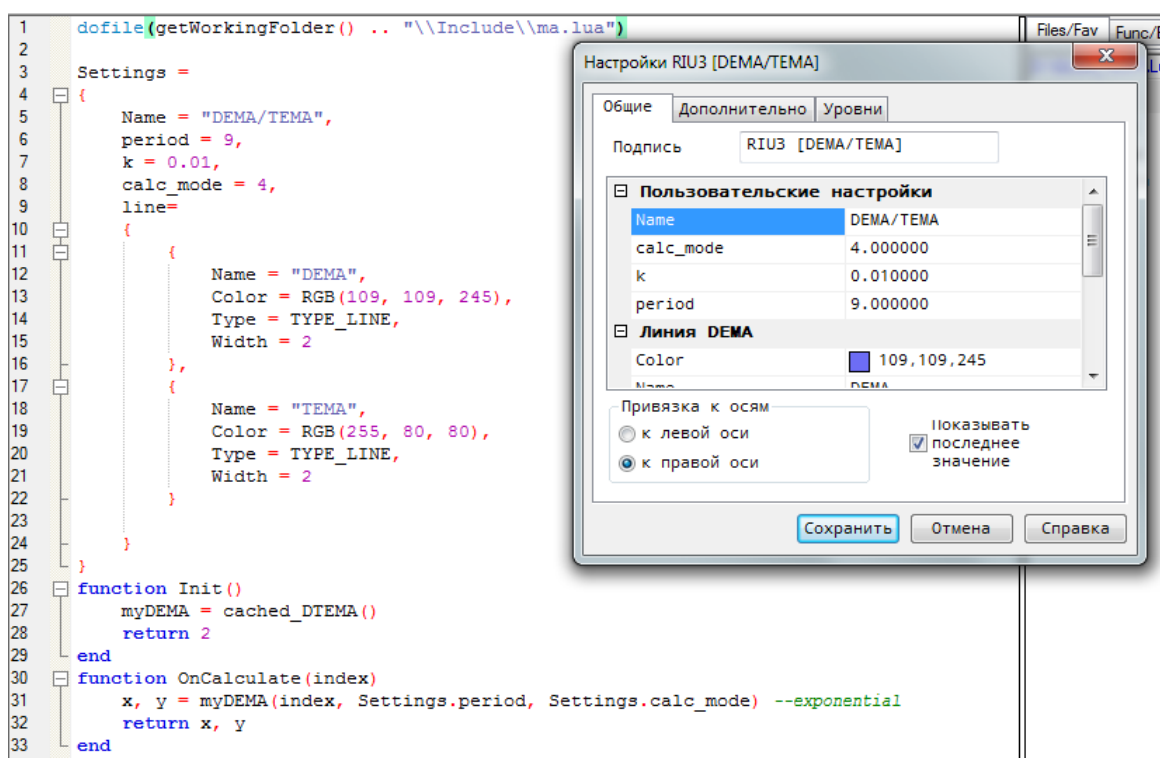 1 dofile(getWorkingFolder() .. "\\Include\\ma.lua")
2
3 Settings =
4 {
5 Name = "DEMA/TEMA",
6 period = 9,
7 k = 0.01,
8 calc_mode = 4,
9 line=
10 {
11 {
12 Name = "DEMA",
13 Color = RGB(109, 109, 245),
14 Type = TYPE_LINE,
15 Width = 2
16 },
17 {
18 Name = "TEMA",
19 Color = RGB(255, 80, 80),
20 Type = TYPE_LINE,
21 Width = 2
22 }
23
24 }
25 }
26 function Init()
27 myDEMA = cached_DTEMA()
28 return 2
29 end
30 function OnCalculate(index)
31 x, y = myDEMA(index, Settings.period, Settings.calc_mode) --exponential
32 return x, y
33 end
Files/Fav Func/
Настройки RIU3 [DEMA/TEMA]
Общие Дополнительно Уровни
Подпись RIU3 [DEMA/TEMA]
Пользовательские настройки
Name DEMA/TEMA
calc_mode 4.000000
k 0.010000
period 9.000000
Линия DEMA
Color 109,109,245
Name DEMA
Привязка к осям
к левой оси
к правой оси
Показывать
последнее
значение
Сохранить Отмена Справка